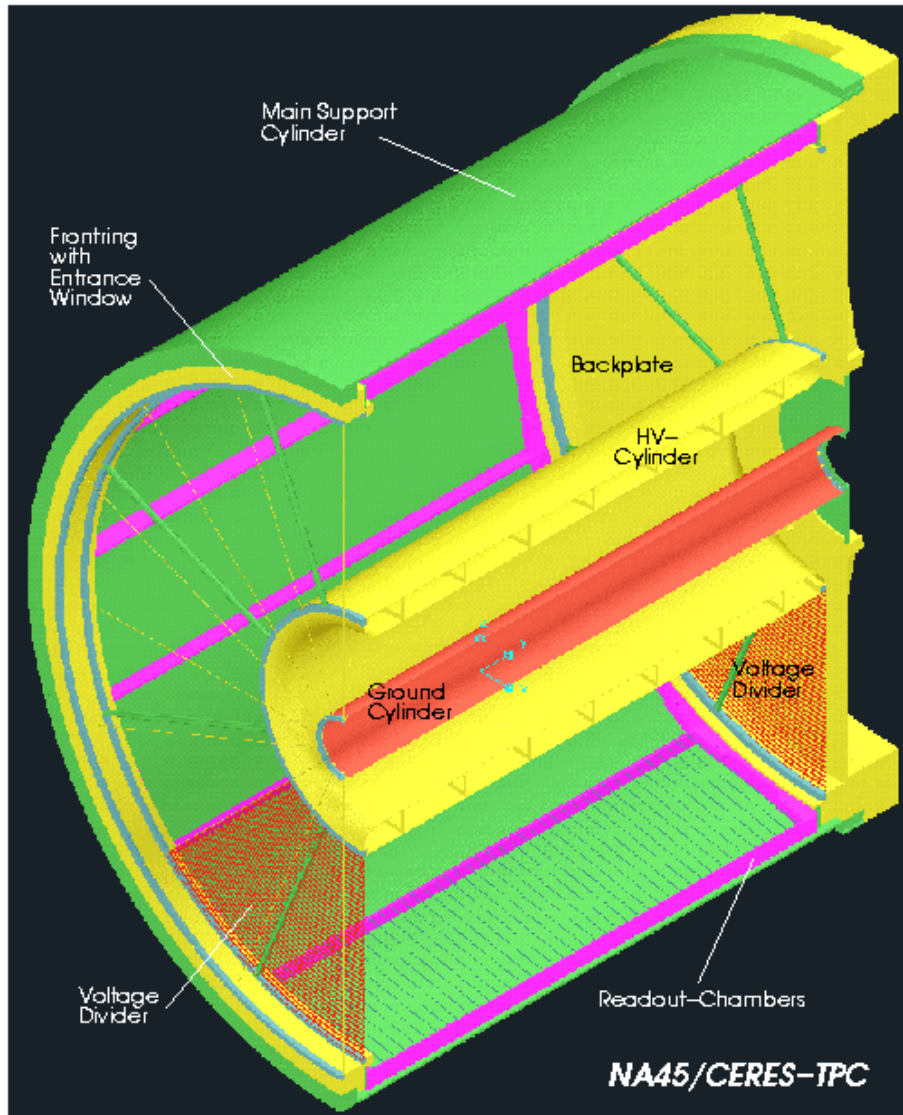 Main Support
Cylinder
Frontring
with
Entrance
Window
Backplate
HV-
Cylinder
Ground
Cylinder
Voltage
Divider
Voltage
Divider
Readout-Chambers
NA45/CERES-TPC